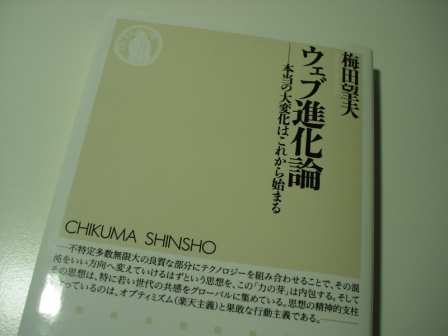 梅田望夫
ウェブ進化論
──本当の大変化はこれから始まる
CHIKUMA SHINSHO
……不特定多数無限大の良質な部分にテクノロジーを組み合わせることで、その混
沌をいい方向へ変えていけるはずという思想を、この「力の芽」は内包する。そして
その思想は、特に若い世代の共感をグローバルに集めている。思想の精神的支柱
なっているのは、オプティミズム(楽天主義)と果敢な行動主義である。……